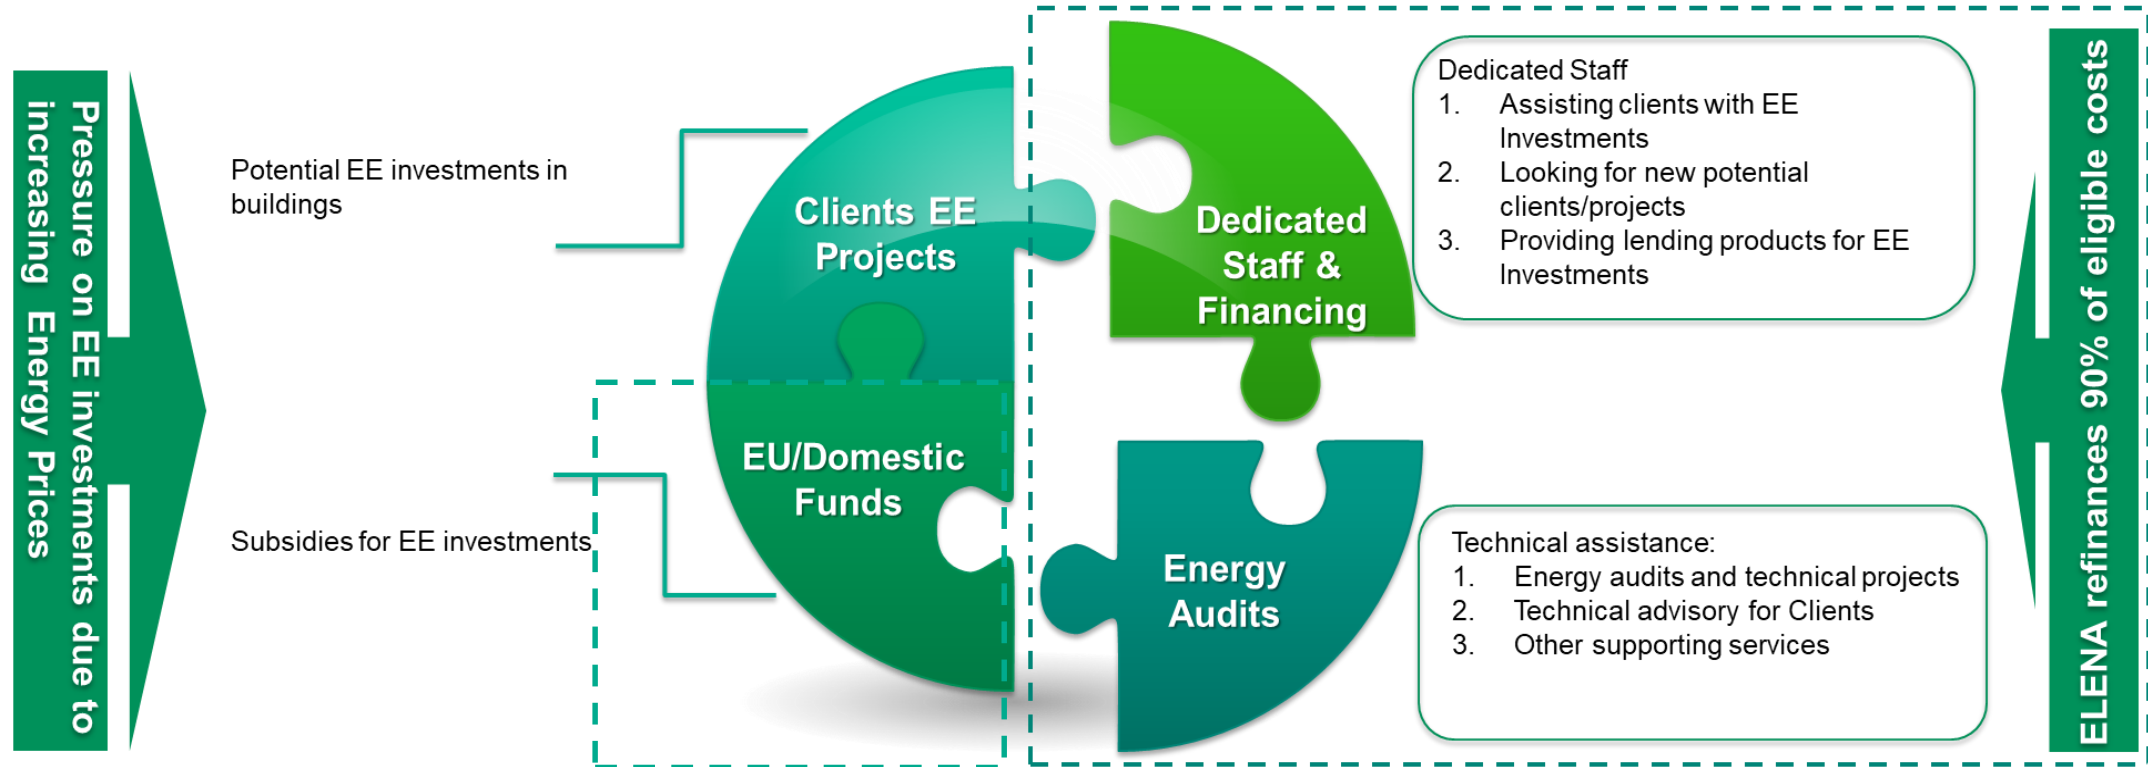 Pressure on EE investments due to
increasing Energy Prices
Potential EE investments in
buildings
Subsidies for EE investments
Clients EE
Projects
EU/Domestic
Funds
Dedicated
Staff &
Financing
Energy
Audits
Dedicated Staff
1. Assisting clients with EE
Investments
2. Looking for new potential
clients/projects
3. Providing lending products for EE
Investments
Technical assistance:
1. Energy audits and technical projects
2. Technical advisory for Clients
3. Other supporting services
ELENA refinances 90% of eligible costs